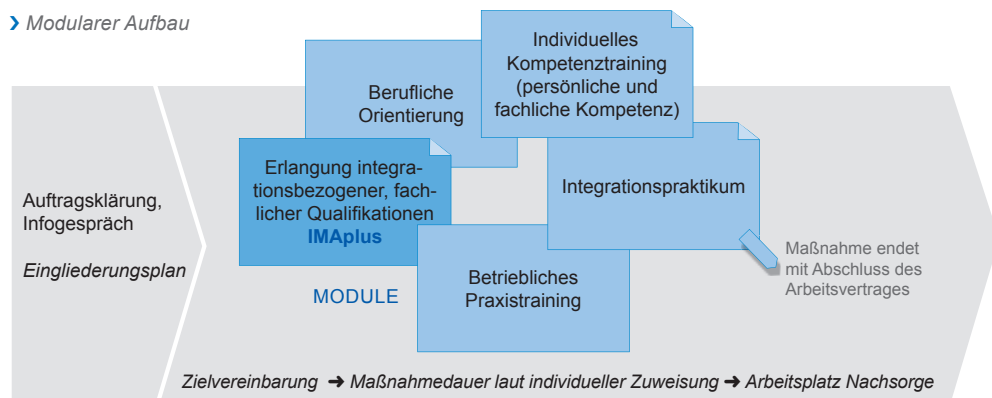 › Modularer Aufbau
Individuelles
Kompetenztraining
(persönliche und
fachliche Kompetenz)
Berufliche
Orientierung
Erlangung integra-
tionsbezogener, fach-
licher Qualifikationen
IMAplus
Integrationspraktikum
Auftragsklärung,
Infogespräch
Eingliederungsplan
Betriebliches
Praxistraining
MODULE
Maßnahme endet
mit Abschluss des
Arbeitsvertrages
Zielvereinbarung ➜ Maßnahmedauer laut individueller Zuweisung ➜ Arbeitsplatz Nachsorge